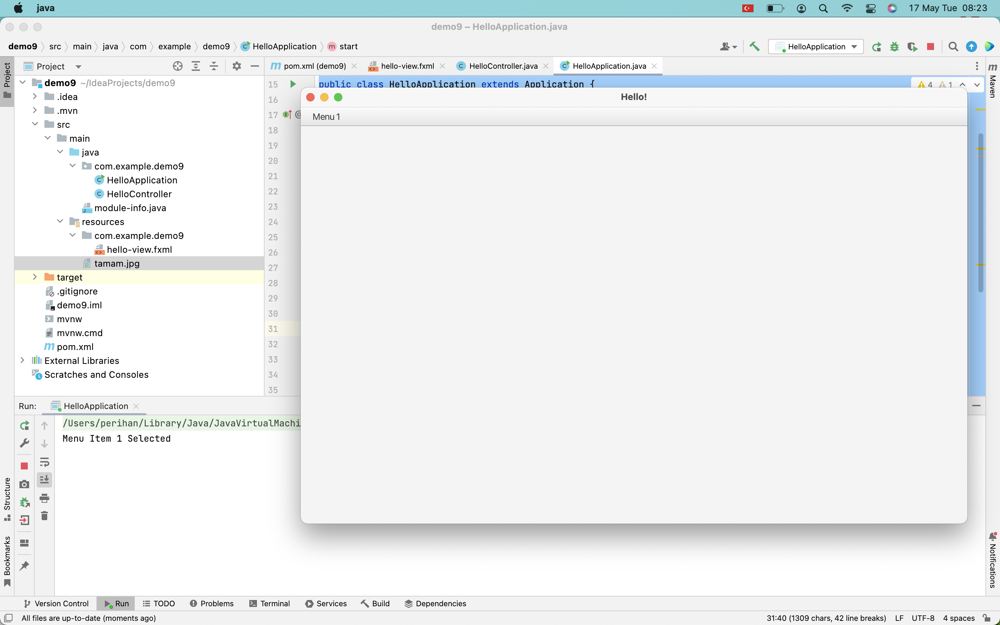 java
17 May Tue 08:23
demo9 – HelloApplication.java
demo9 src main java com example demo9 HelloApplication m start
HelloApplication
Project
Project
pom.xml (demo9)
hello-view.fxml
HelloController.java
HelloApplication.java
Maven
demo9 ~/IdeaProjects/demo9
.idea
.mvn
src
main
java
com.example.demo9
HelloApplication
HelloController
module-info.java
resources
com.example.demo9
hello-view.fxml
tamam.jpg
target
.gitignore
demo9.iml
mvnw
mvnw.cmd
pom.xml
External Libraries
Scratches and Consoles
15 public class HelloApplication extends Application {
4 1
16
17 @
18
19
20
21
22
23
24
25
26
27
28
29
30
31
32
33
34
35
Hello!
Menu 1
Run: HelloApplication
/Users/perihan/Library/Java/JavaVirtualMachi
Menu Item 1 Selected
Structure
Bookmarks
Notifications
Version Control Run TODO Problems Terminal Services Build Dependencies
All files are up-to-date (moments ago)
31:40 (1309 chars, 42 line breaks) LF UTF-8 4 spaces